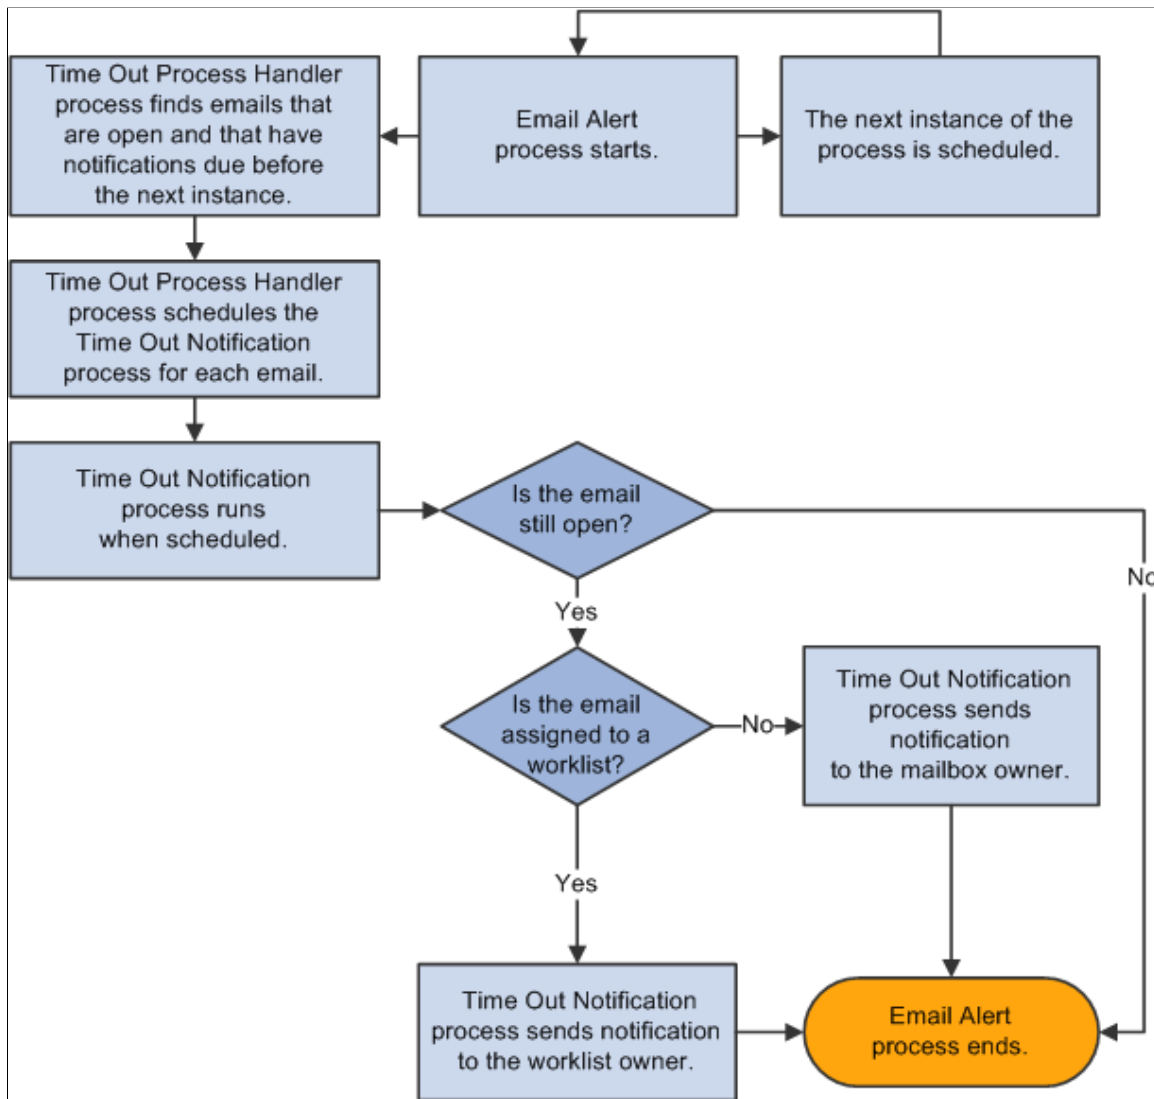 Time Out Process Handler
process finds emails that
are open and that have
notifications due before
the next instance.
Email Alert
process starts.
The next instance of the
process is scheduled.
Time Out Process Handler
process schedules the
Time Out Notification
process for each email.
Time Out Notification
process runs
when scheduled.
Is the email
still open?
No
Yes
Is the email
assigned to a
worklist?
No
Time Out Notification
process sends
notification
to the mailbox owner.
Yes
Time Out Notification
process sends notification
to the worklist owner.
Email Alert
process ends.